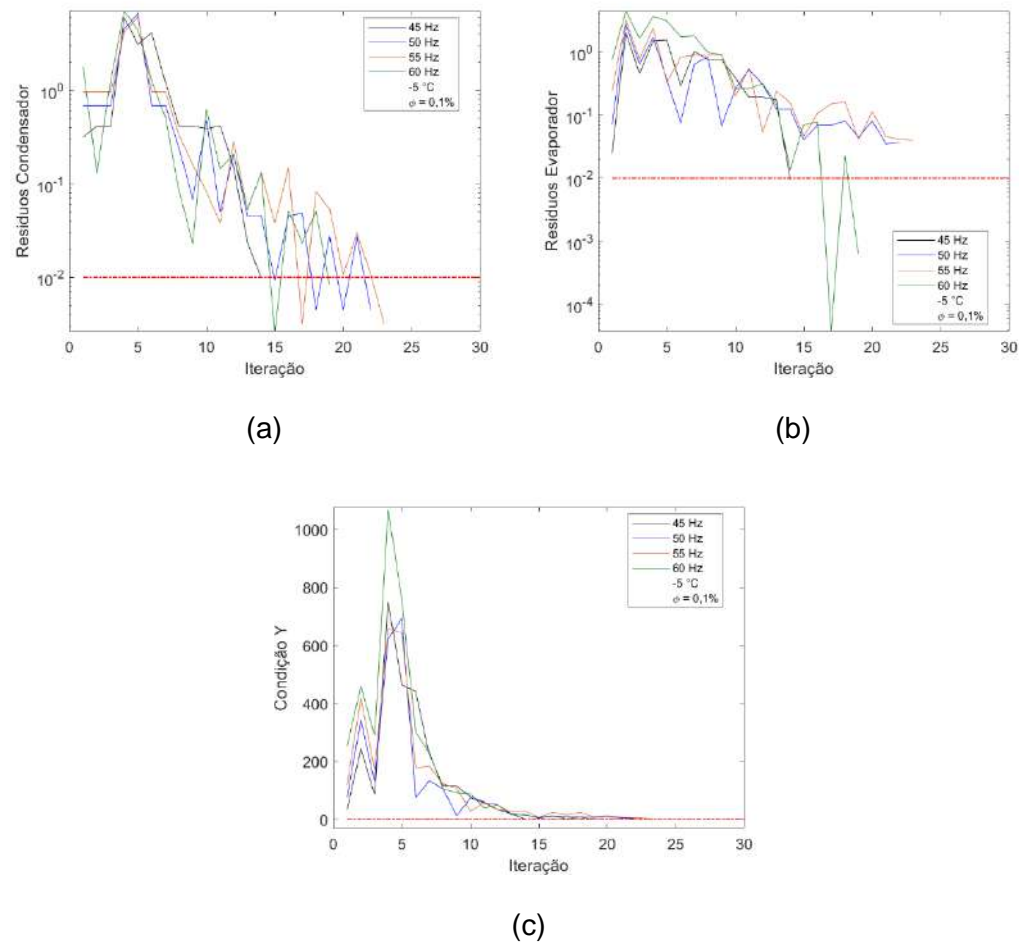 Resíduos Condensador
10^0
10^-1
10^-2
0 5 10 15 20 25 30
Iteração
45 Hz
50 Hz
55 Hz
60 Hz
-5 °C
ϕ = 0,1%
(a)
Resíduos Evaporador
10^0
10^-1
10^-2
10^-3
10^-4
0 5 10 15 20 25 30
Iteração
45 Hz
50 Hz
55 Hz
60 Hz
-5 °C
ϕ = 0,1%
(b)
Condição Y
1000
800
600
400
200
0
0 5 10 15 20 25 30
Iteração
45 Hz
50 Hz
55 Hz
60 Hz
-5 °C
ϕ = 0,1%
(c)